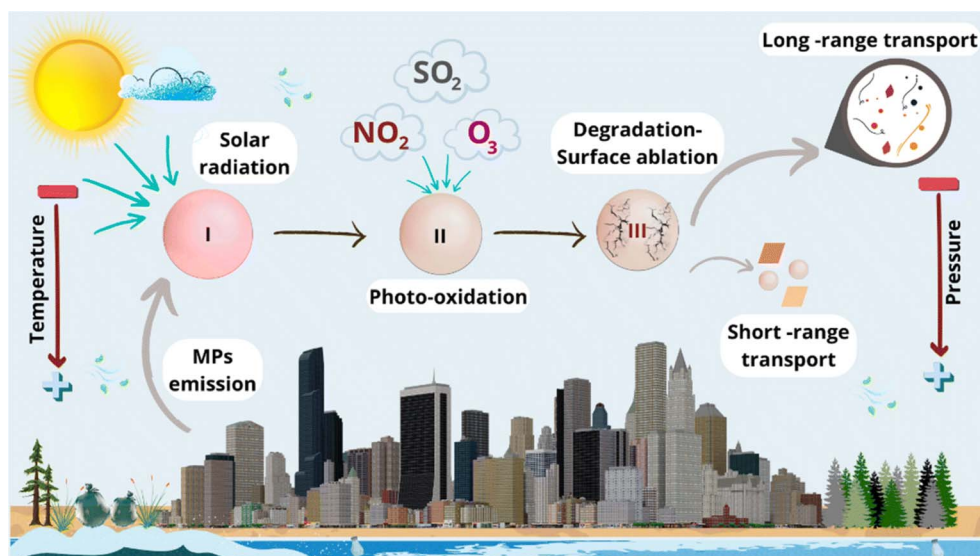 Long -range transport
SO₂
NO₂
O₃
Solar
radiation
Degradation-
Surface ablation
I
II
III
Temperature
Pressure
Photo-oxidation
MPs
emission
Short -range
transport